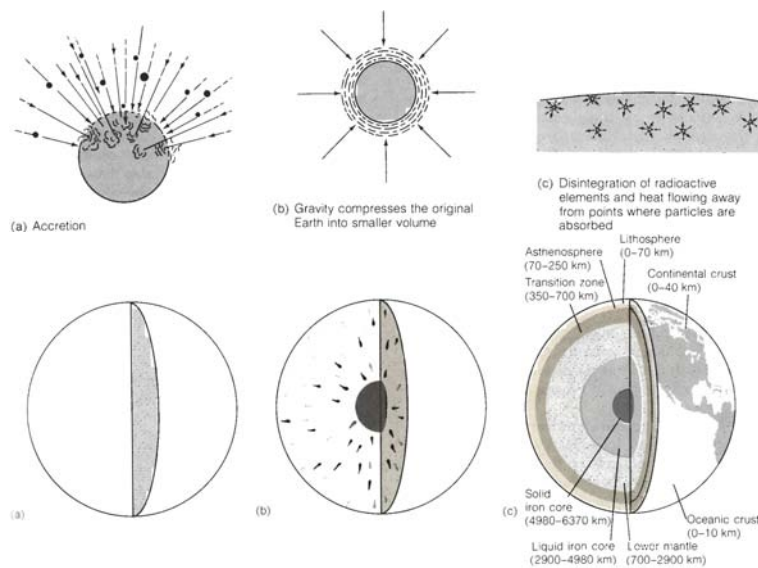 (a) Accretion
(b) Gravity compresses the original
Earth into smaller volume
(c) Disintegration of radioactive
elements and heat flowing away
from points where particles are
absorbed
Lithosphere
(0–70 km)
Asthenosphere
(70–250 km)
Continental crust
(0–40 km)
Transition zone
(350–700 km)
Solid
iron core
(4980–6370 km)
Oceanic crust
(0–10 km)
Liquid iron core
(2900–4980 km)
Lower mantle
(700–2900 km)
(a)
(b)
(c)